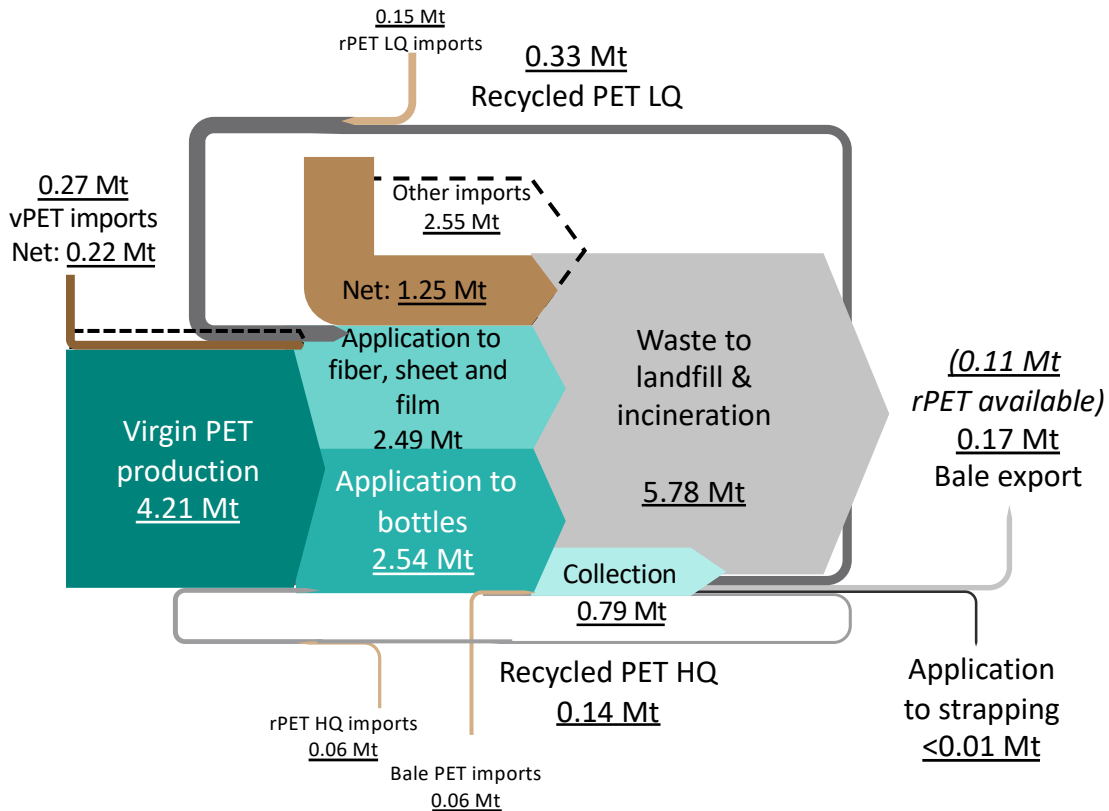 0.15 Mt
rPET LQ imports
0.33 Mt
Recycled PET LQ
0.27 Mt
vPET imports
Net: 0.22 Mt
Other imports
2.55 Mt
Net: 1.25 Mt
Application to
fiber, sheet and
film
2.49 Mt
Virgin PET
production
4.21 Mt
Application to
bottles
2.54 Mt
Waste to
landfill &
incineration
5.78 Mt
(0.11 Mt
rPET available)
0.17 Mt
Bale export
Collection
0.79 Mt
Recycled PET HQ
0.14 Mt
rPET HQ imports
0.06 Mt
Bale PET imports
0.06 Mt
Application
to strapping
<0.01 Mt